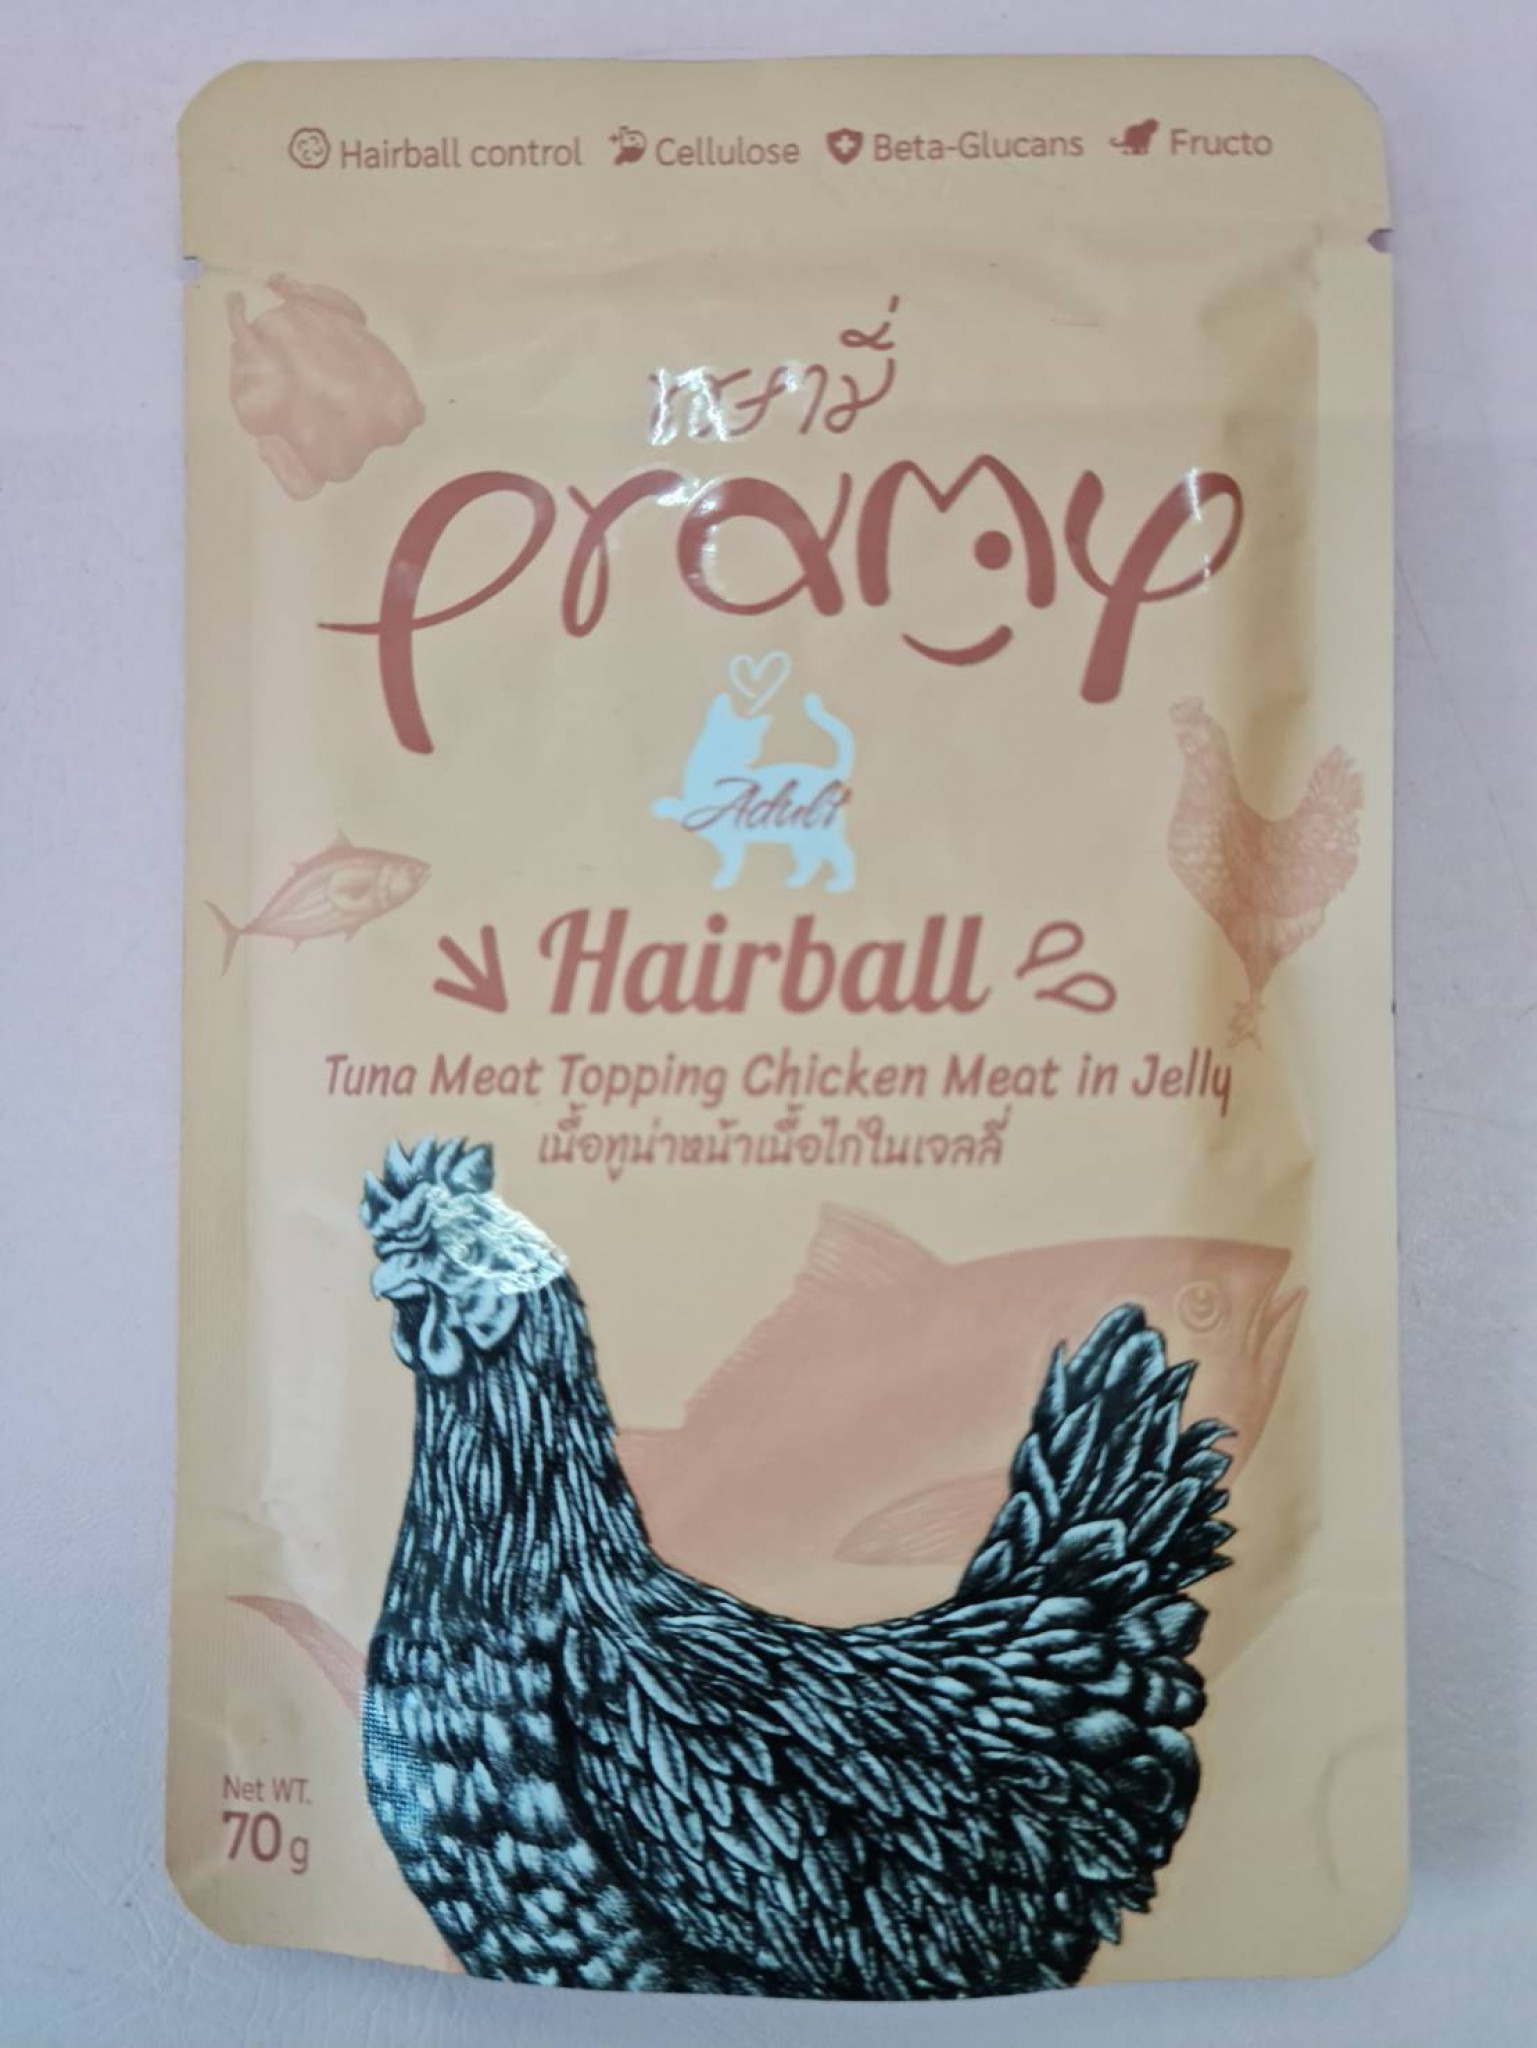 Hairball control Cellulose Beta-Glucans Fructo
พรามี่
Pramy
Adult
Hairball
Tuna Meat Topping Chicken Meat in Jelly
เนื้อทูน่าหน้าเนื้อไก่ในเจลลี่
Net WT.
70 g